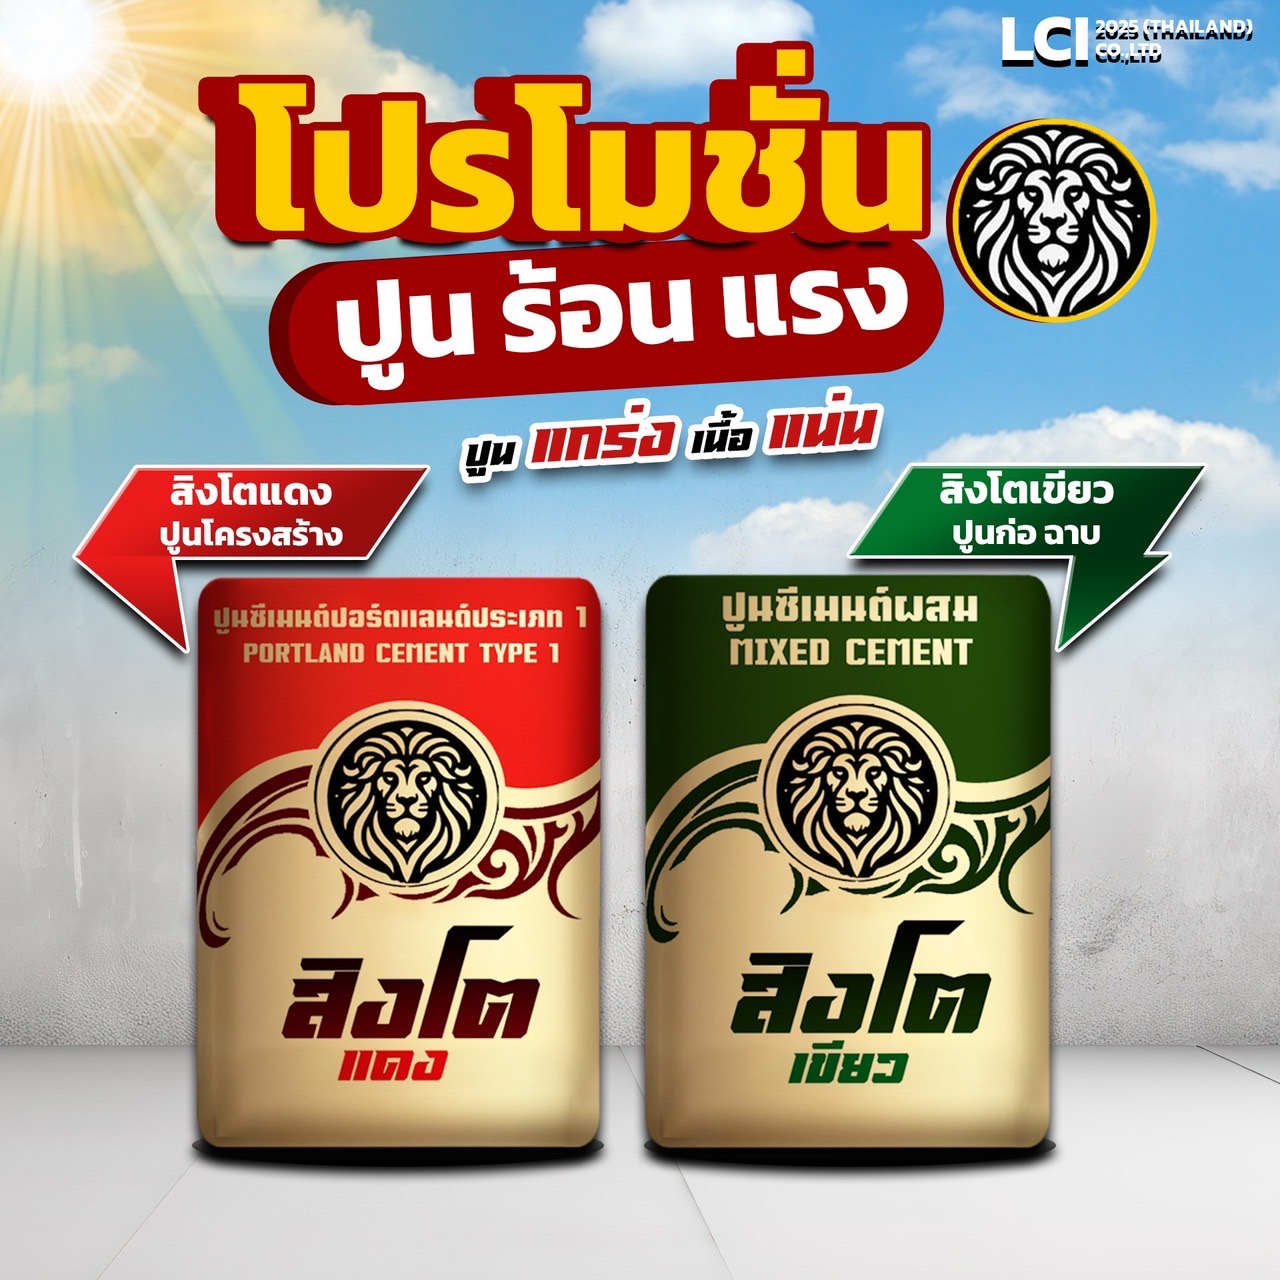 LCI 2025 (THAILAND)
CO.,LTD
โปรโมชั่น
ปูน ร้อน แรง
ปูน แกร่ง เนื้อ แน่น
สิงโตแดง
ปูนโครงสร้าง
สิงโตเขียว
ปูนก่อ ฉาบ
ปูนซีเมนต์ปอร์ตแลนด์ประเภท 1
PORTLAND CEMENT TYPE 1
สิงโต
แดง
ปูนซีเมนต์ผสม
MIXED CEMENT
สิงโต
เขียว